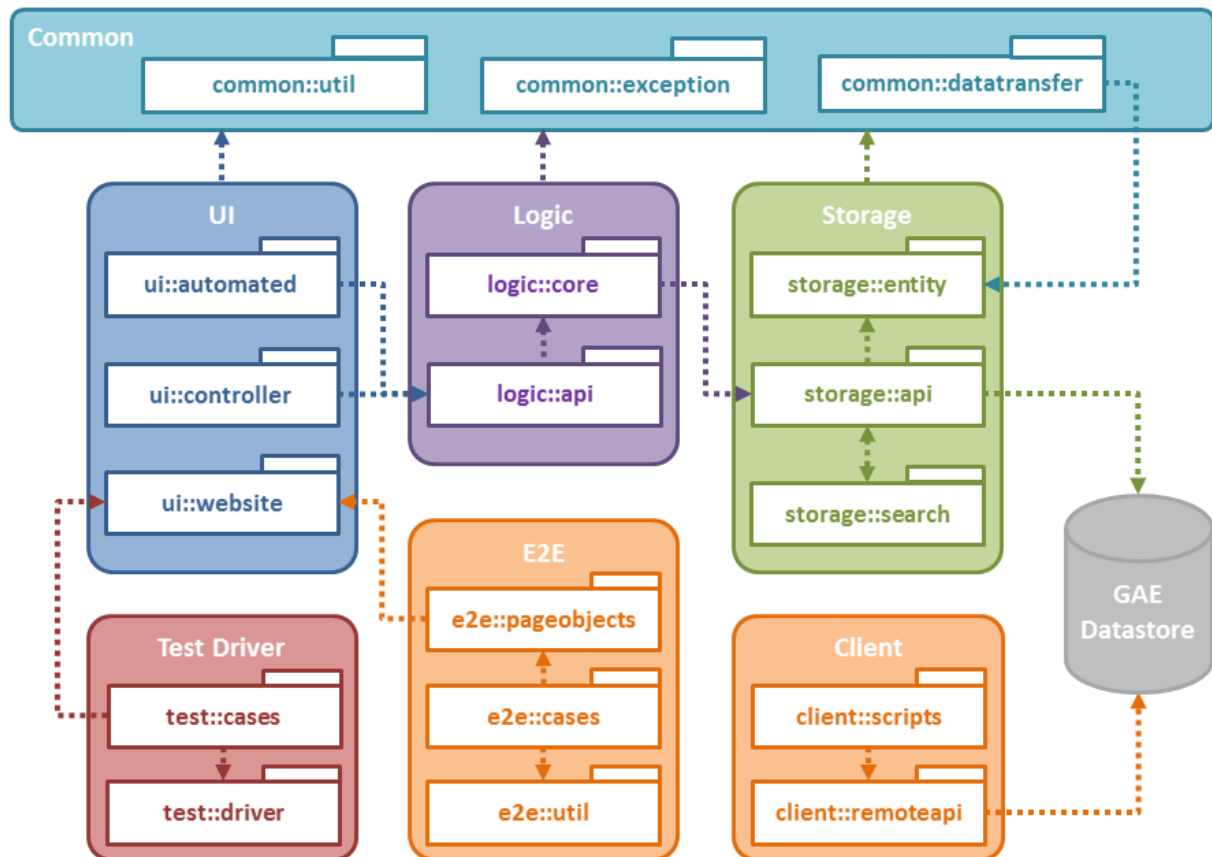 Common
common::util
common::exception
common::datatransfer
UI
ui::automated
ui::controller
ui::website
Logic
logic::core
logic::api
Storage
storage::entity
storage::api
storage::search
GAE
Datastore
Test Driver
test::cases
test::driver
E2E
e2e::pageobjects
e2e::cases
e2e::util
Client
client::scripts
client::remoteapi